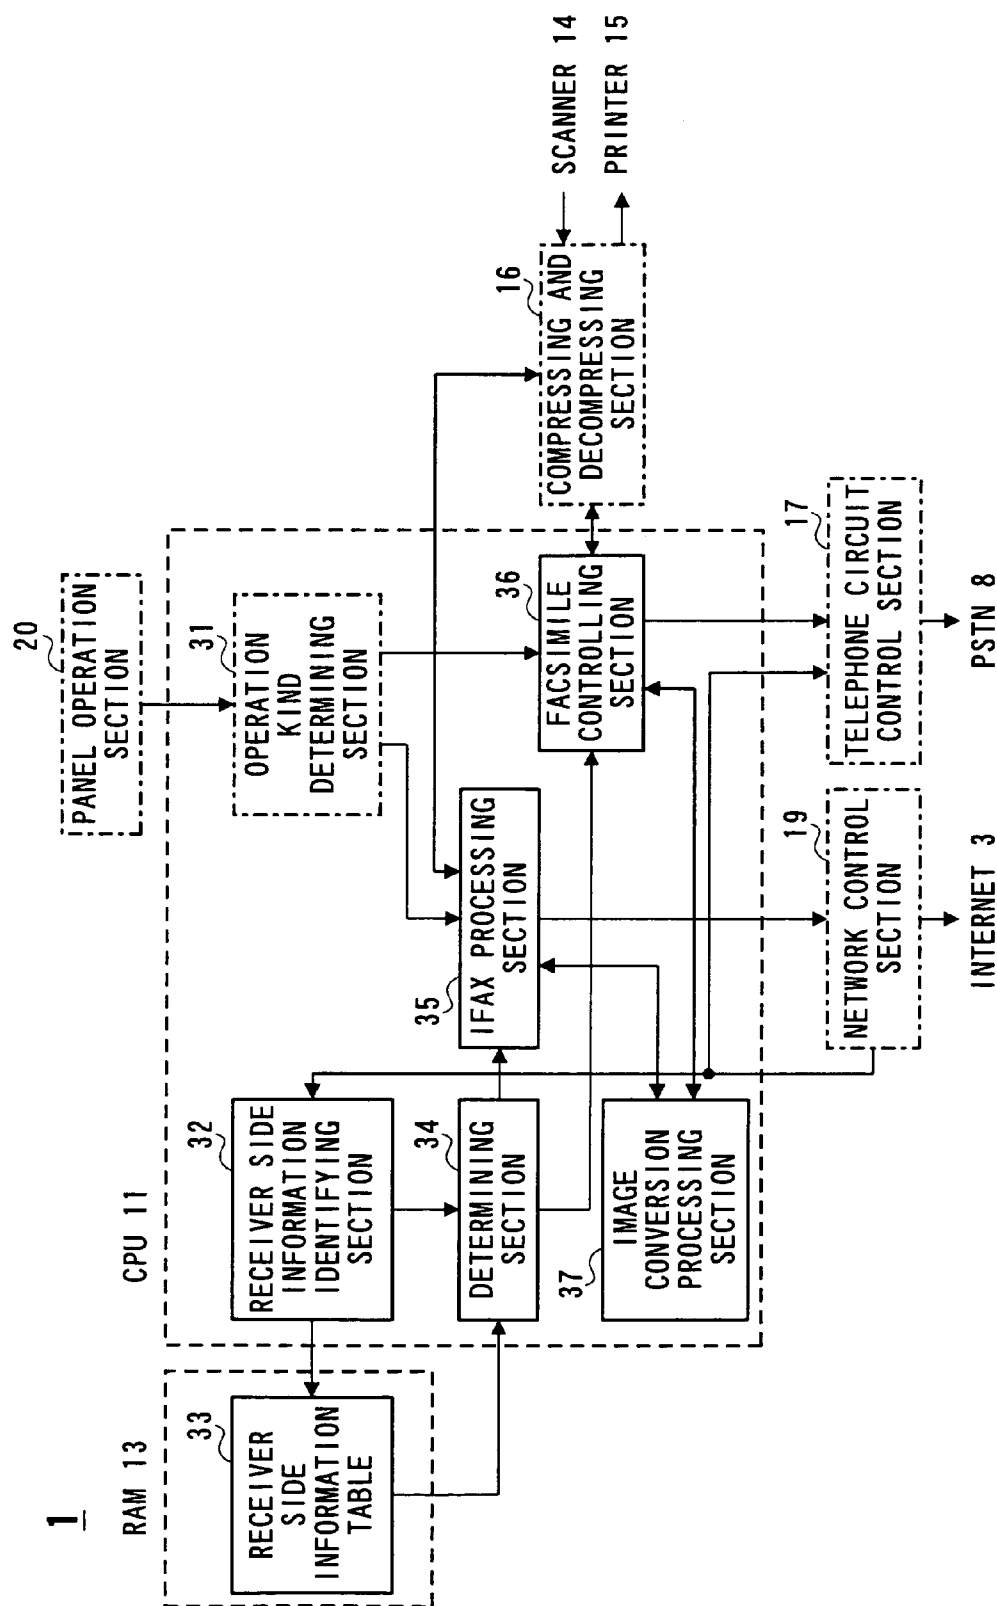 1
RAM 13
33
RECEIVER
SIDE
INFORMATION
TABLE
CPU 11
32
RECEIVER SIDE
INFORMATION
IDENTIFYING
SECTION
34
DETERMINING
SECTION
37
IMAGE
CONVERSION
PROCESSING
SECTION
20
PANEL OPERATION
SECTION
31
OPERATION
KIND
DETERMINING
SECTION
35
IFAX PROCESSING
SECTION
36
FACSIMILE
CONTROLLING
SECTION
16
COMPRESSING AND
DECOMPRESSING
SECTION
SCANNER 14
PRINTER 15
19
NETWORK CONTROL
SECTION
INTERNET 3
17
TELEPHONE CIRCUIT
CONTROL SECTION
PSTN 8